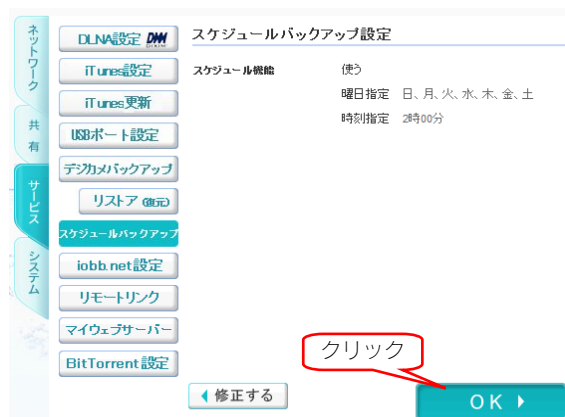 ネットワーク
共有
サービス
システム
DLNA設定
iTunes設定
iTunes更新
USBポート設定
デジカメバックアップ
リストア(復元)
スケジュールバックアップ
iobb.net設定
リモートリンク
マイウェブサーバー
BitTorrent設定
スケジュールバックアップ設定
スケジュール機能 使う
曜日指定 日、月、火、水、木、金、土
時刻指定 2時00分
クリック
修正する
OK